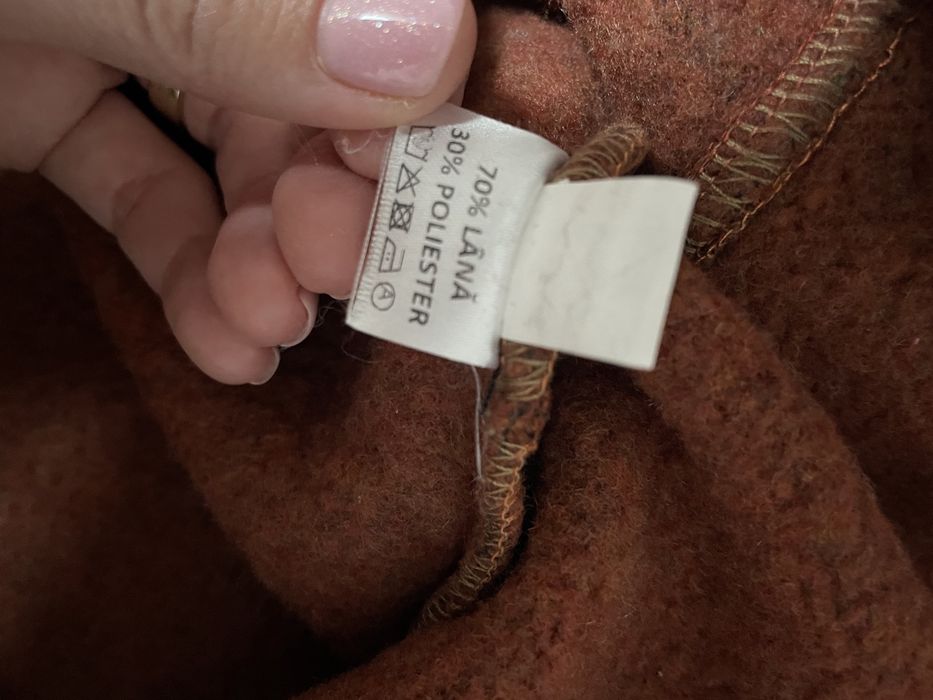 70% LÂNĂ
30% POLIESTER
A